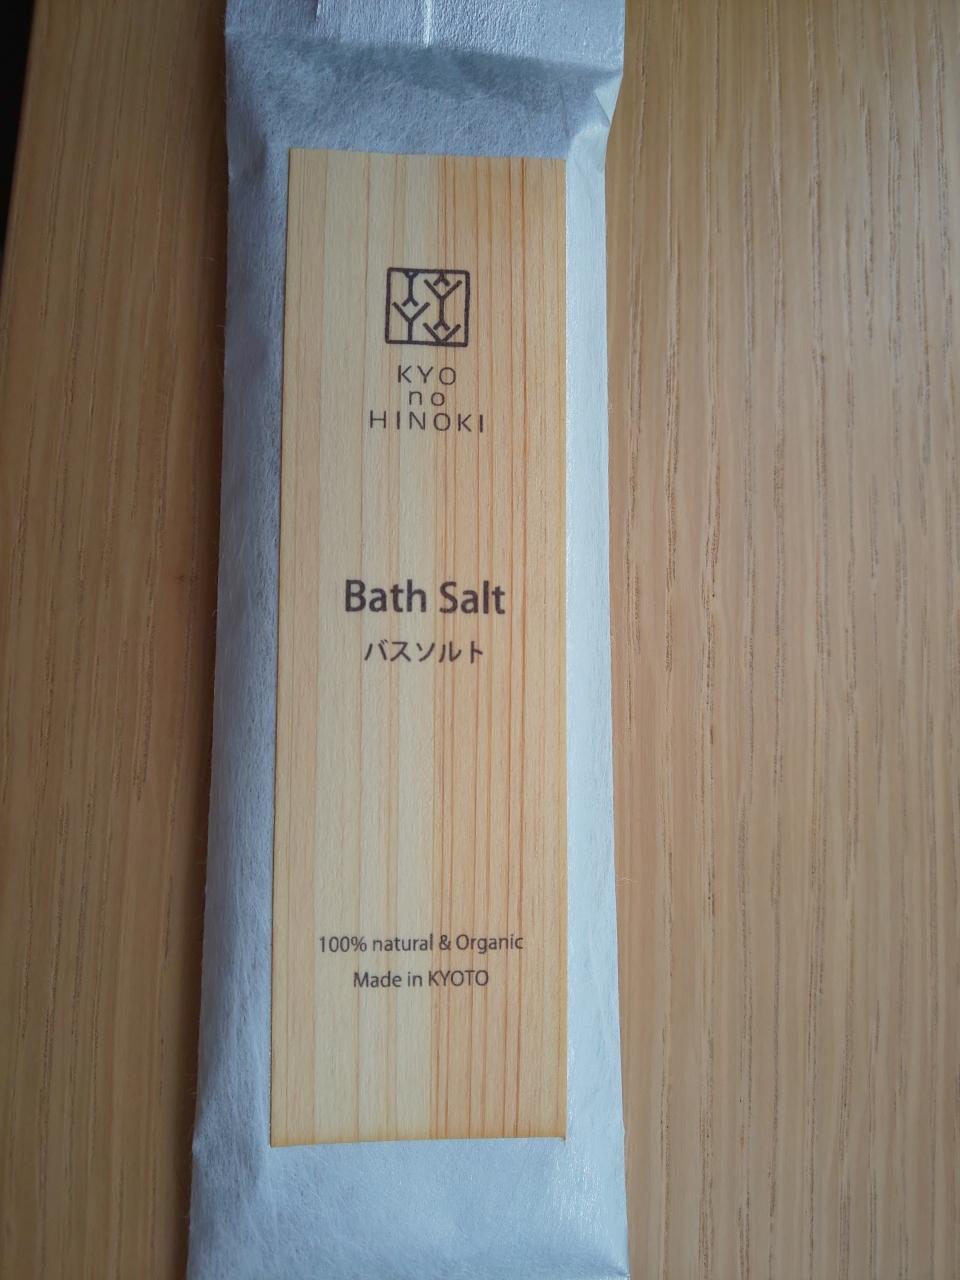 KYO
no
HINOKI
Bath Salt
バスソルト
100% natural & Organic
Made in KYOTO